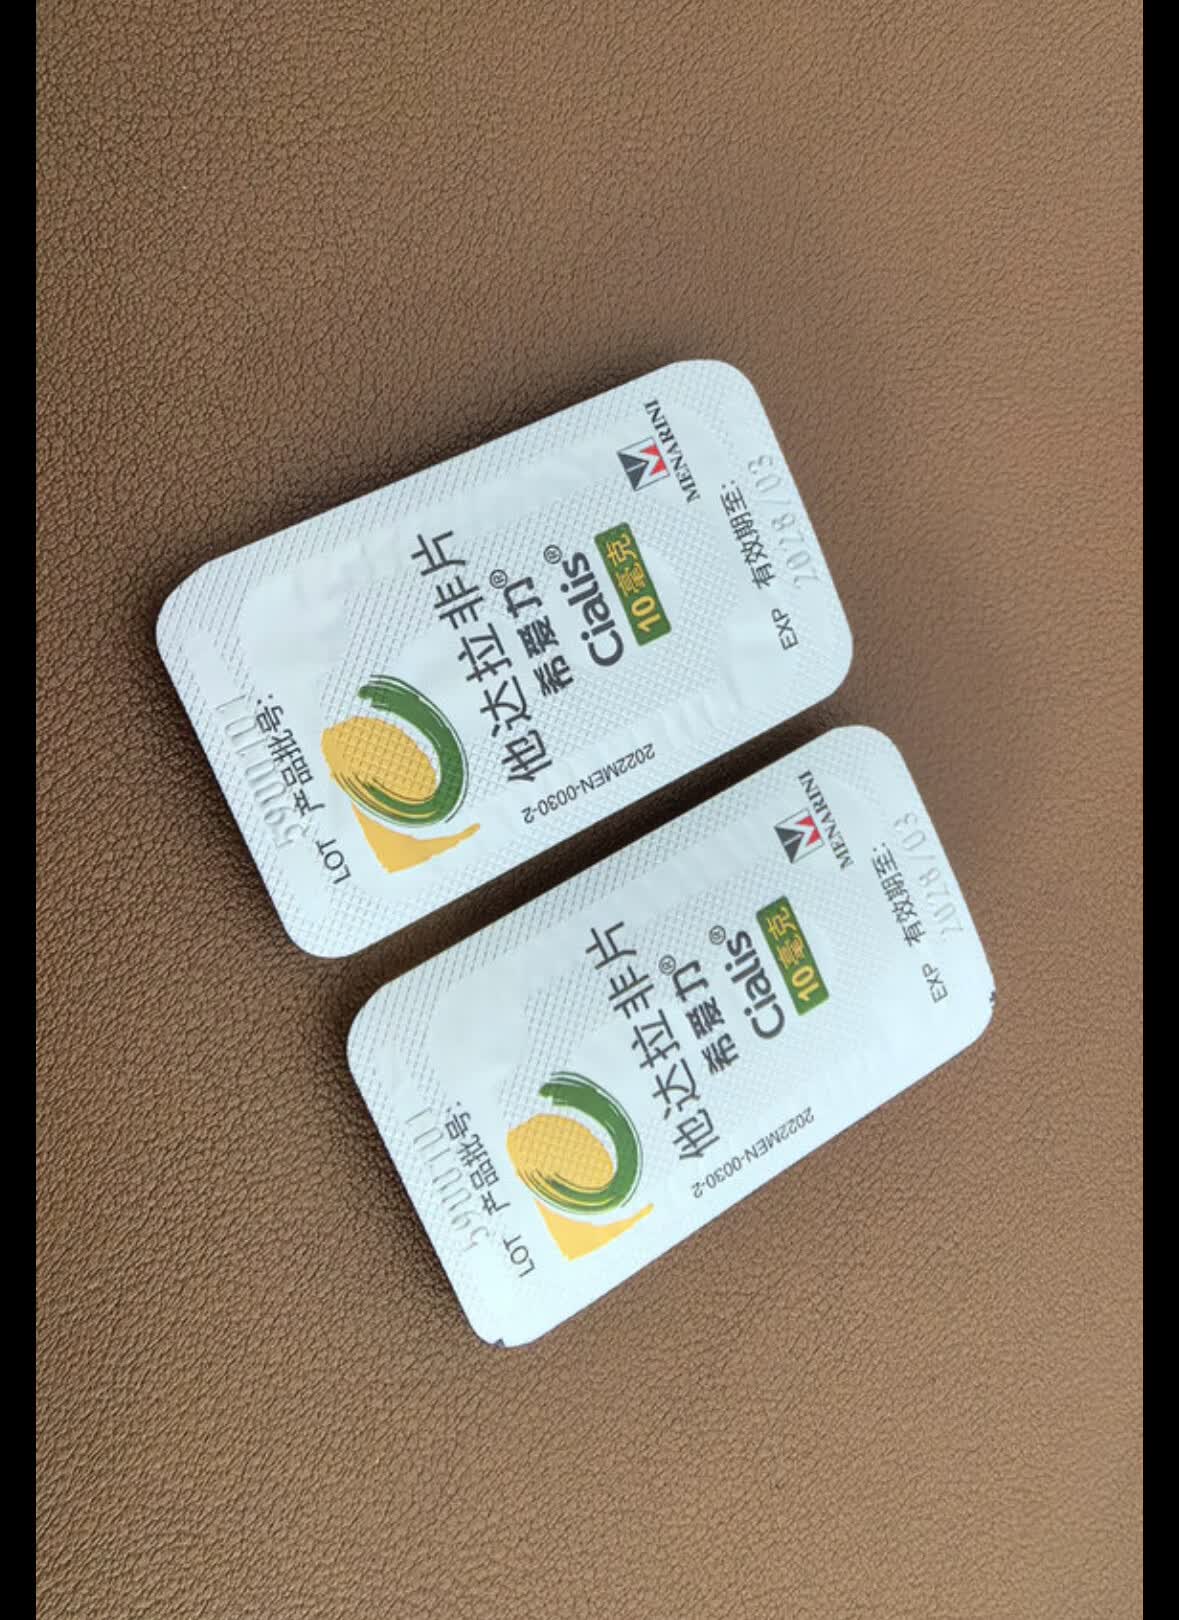 LOT 产品批号:
他达拉非片
希爱力®
Cialis®
10毫克
MENARINI
EXP 有效期至:
2028/03
2022MEN-0030-2
LOT 产品批号:
他达拉非片
希爱力®
Cialis®
10毫克
MENARINI
EXP 有效期至:
2028/03
2022MEN-0030-2